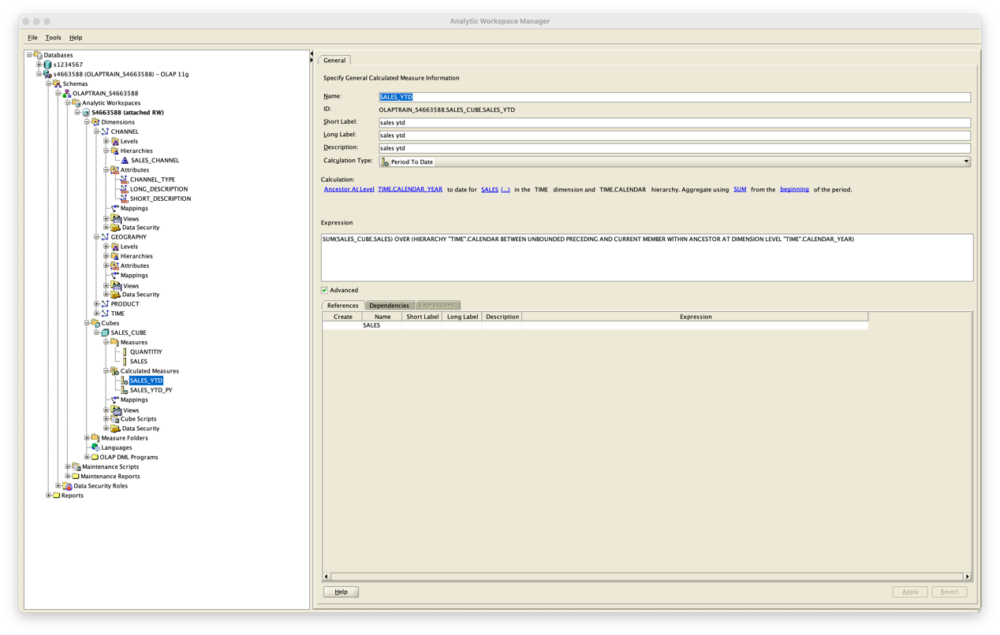 Analytic Workspace Manager
File Tools Help
Databases
s1234567
s4663588 (OLAPTRAIN_S4663588) - OLAP 11g
Schemas
OLAPTRAIN_S4663588
Analytic Workspaces
S4663588 (attached RW)
Dimensions
CHANNEL
Levels
Hierarchies
SALES_CHANNEL
Attributes
CHANNEL_TYPE
LONG_DESCRIPTION
SHORT_DESCRIPTION
Mappings
Views
Data Security
GEOGRAPHY
Levels
Hierarchies
Attributes
Mappings
Views
Data Security
PRODUCT
TIME
Cubes
SALES_CUBE
Measures
QUANTITIY
SALES
Calculated Measures
SALES_YTD
SALES_YTD_PY
Mappings
Views
Cube Scripts
Data Security
Measure Folders
Languages
OLAP DML Programs
Maintenance Scripts
Maintenance Reports
Data Security Roles
Reports
General
Specify General Calculated Measure Information
Name: SALES_YTD
ID: OLAPTRAIN_S4663588.SALES_CUBE.SALES_YTD
Short Label: sales ytd
Long Label: sales ytd
Description: sales ytd
Calculation Type: Period To Date
Calculation:
Ancestor At Level TIME.CALENDAR_YEAR to date for SALES (...) in the TIME dimension and TIME.CALENDAR hierarchy. Aggregate using SUM from the beginning of the period.
Expression
SUM(SALES_CUBE.SALES) OVER (HIERARCHY "TIME".CALENDAR BETWEEN UNBOUNDED PRECEDING AND CURRENT MEMBER WITHIN ANCESTOR AT DIMENSION LEVEL "TIME".CALENDAR_YEAR)
Advanced
References Dependencies Expressions
Create Name Short Label Long Label Description Expression
SALES
Help Apply Revert